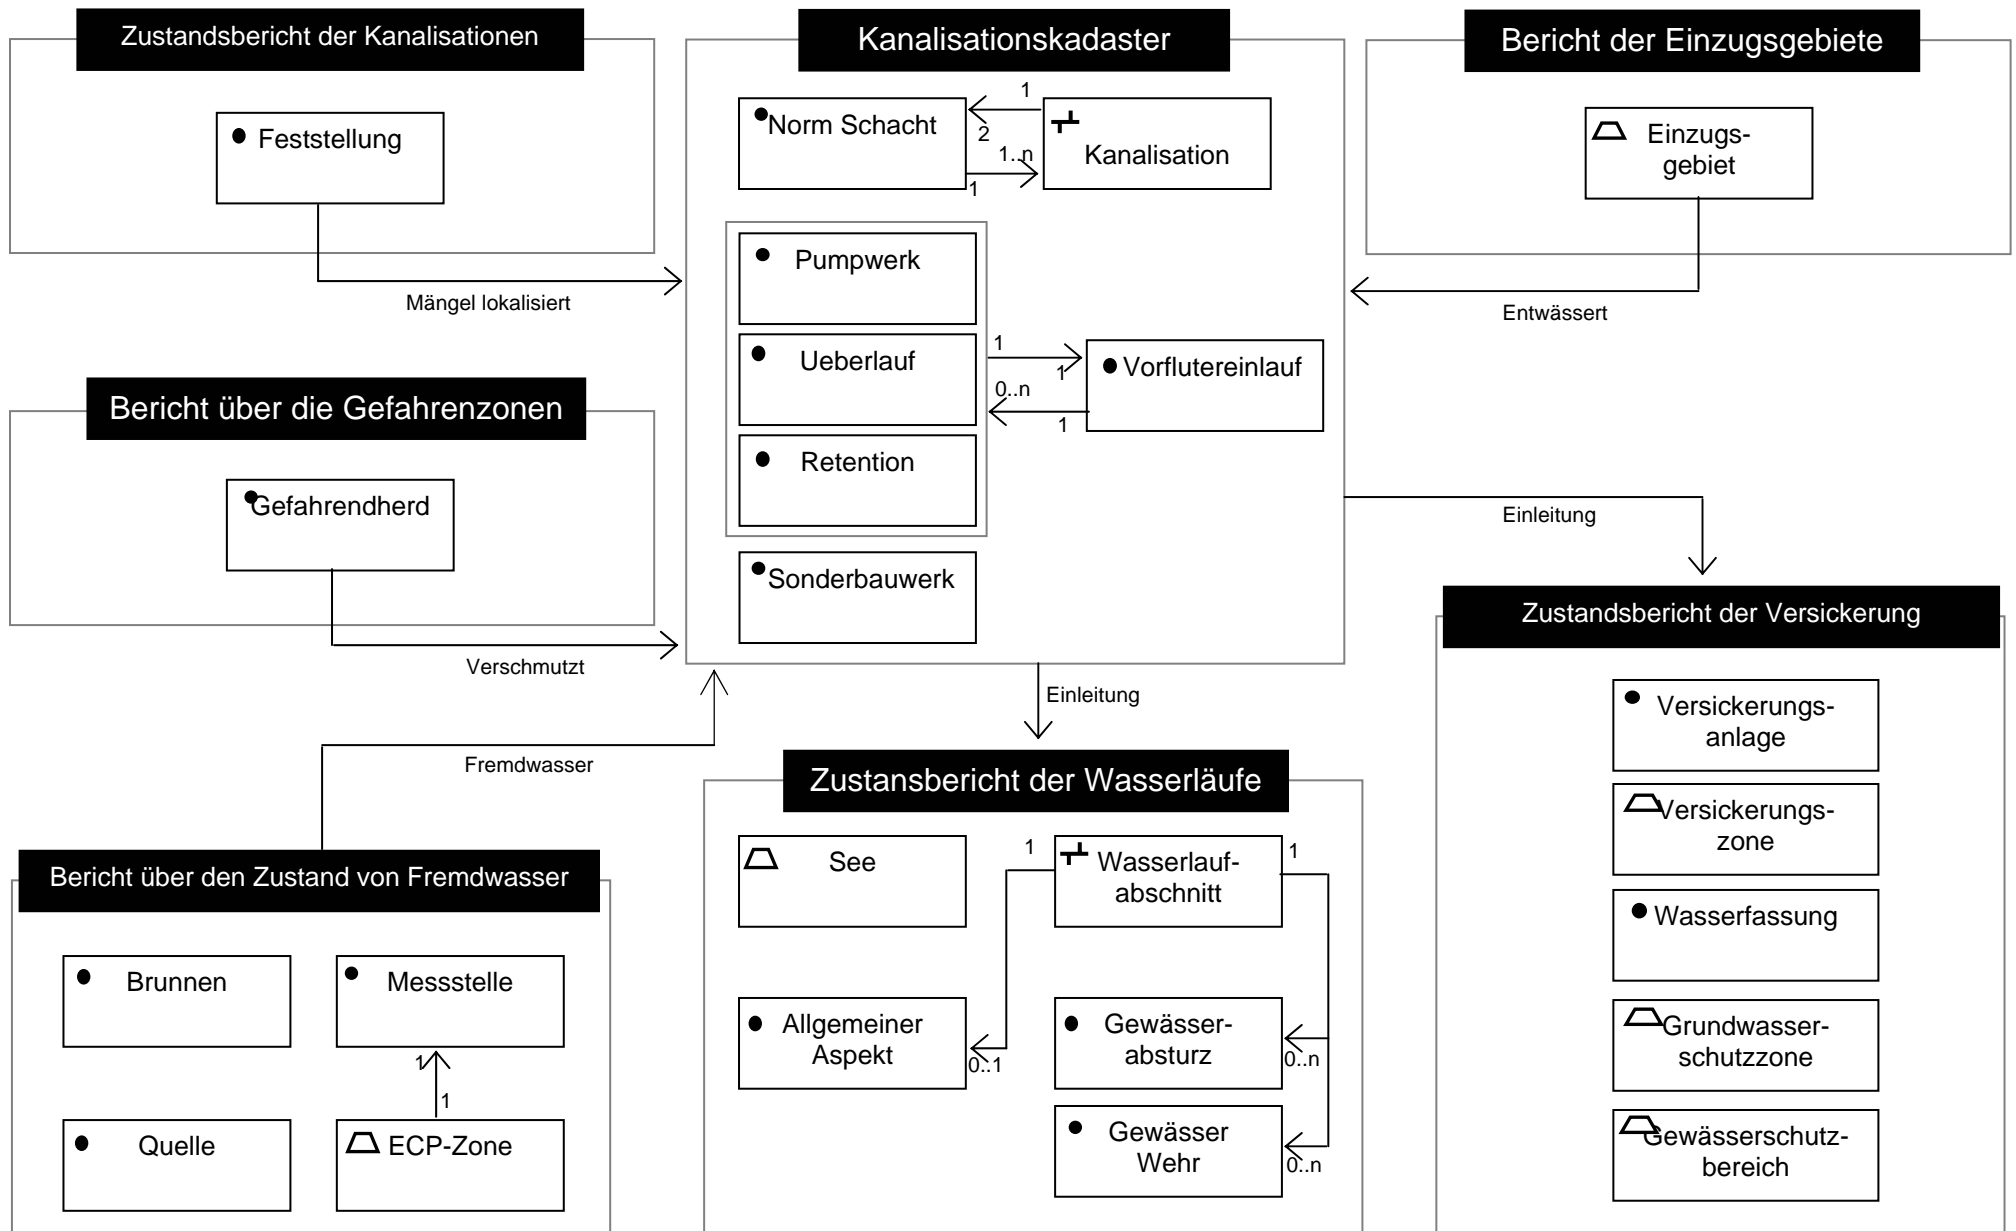 Zustandsbericht der Kanalisationen
Feststellung
Mängel lokalisiert
Kanalisationskadaster
Norm Schacht
1
2
Kanalisation
1..n
1
Pumpwerk
Ueberlauf
Retention
1
1
0..n
1
Vorflutereinlauf
Sonderbauwerk
Bericht der Einzugsgebiete
Einzugs-
gebiet
Entwässert
Bericht über die Gefahrenzonen
Gefahrendherd
Verschmutzt
Einleitung
Einleitung
Fremdwasser
Bericht über den Zustand von Fremdwasser
Brunnen
Messstelle
1
1
Quelle
ECP-Zone
Zustansbericht der Wasserläufe
See
1
Wasserlauf-
abschnitt
1
Allgemeiner
Aspekt
0..1
Gewässer-
absturz
0..n
Gewässer
Wehr
0..n
Zustandsbericht der Versickerung
Versickerungs-
anlage
Versickerungs-
zone
Wasserfassung
Grundwasser-
schutzzone
Gewässerschutz-
bereich